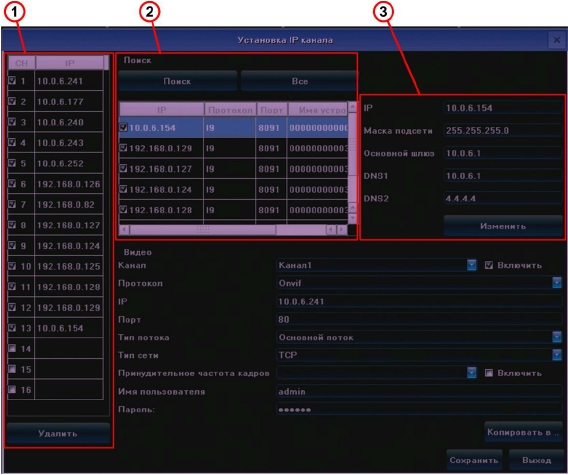 1 2 3
Установка IP канала
CH IP
1 10.0.6.241
2 10.0.6.177
3 10.0.6.240
4 10.0.6.243
5 10.0.6.252
6 192.168.0.126
7 192.168.0.82
8 192.168.0.127
9 192.168.0.124
10 192.168.0.125
11 192.168.0.128
12 192.168.0.129
13 10.0.6.154
14
15
16
Удалить
Поиск
Поиск Все
IP Протокол Порт Имя устро
10.0.6.154 I9 8091 00000000000
192.168.0.129 I9 8091 00000000003
192.168.0.127 I9 8091 00000000003
192.168.0.124 I9 8091 00000000003
192.168.0.128 I9 8091 00000000003
IP 10.0.6.154
Маска подсети 255.255.255.0
Основной шлюз 10.0.6.1
DNS1 10.0.6.1
DNS2 4.4.4.4
Изменить
Видео
Канал Канал1 Включить
Протокол Onvif
IP 10.0.6.241
Порт 80
Тип потока Основной поток
Тип сети TCP
Принудительное частота кадров Включить
Имя пользователя admin
Пароль: ●●●●●●
Копировать в ..
Сохранить Выход